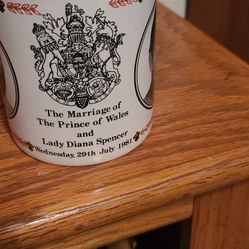 The Marriage of
The Prince of Wales
and
Lady Diana Spencer
Wednesday, 29th July 1981